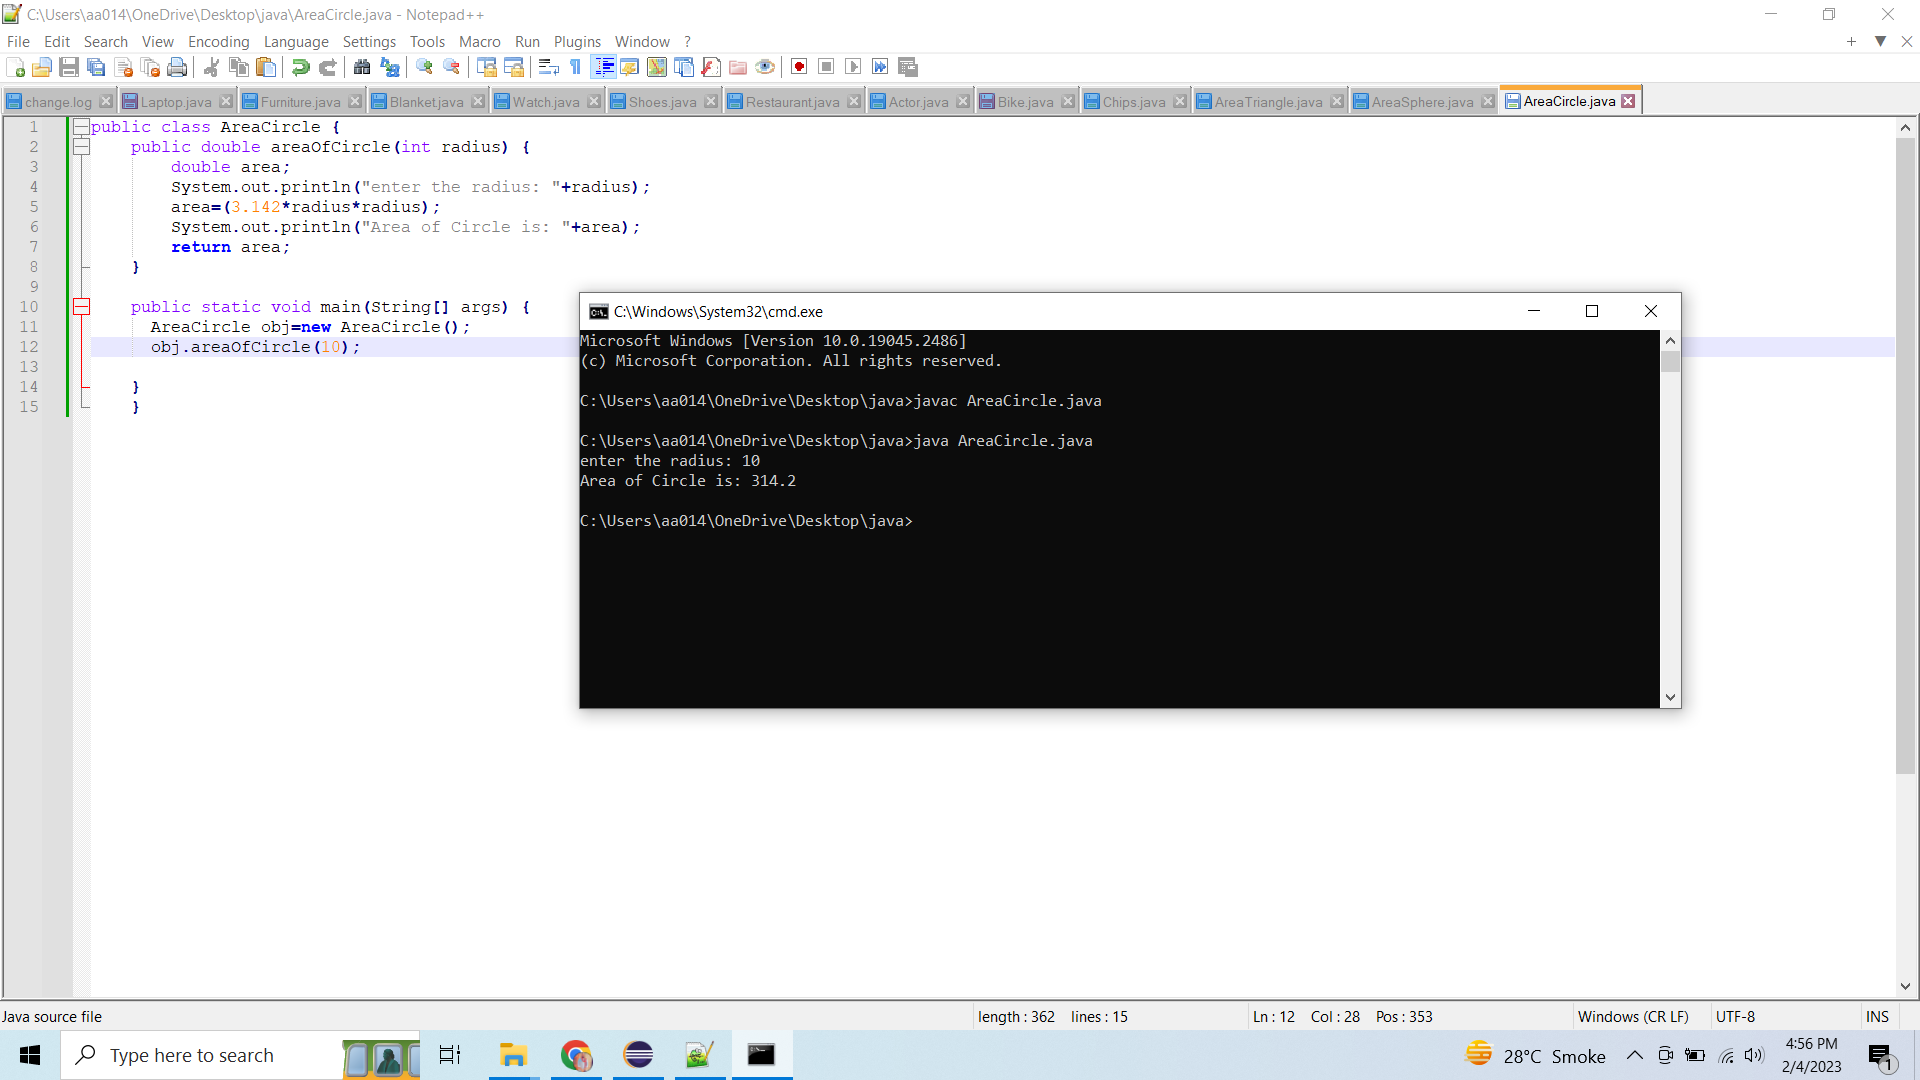 C:\Users\aa014\OneDrive\Desktop\java\AreaCircle.java - Notepad++
File Edit Search View Encoding Language Settings Tools Macro Run Plugins Window ?
change.log Laptop.java Furniture.java Blanket.java Watch.java Shoes.java Restaurant.java Actor.java Bike.java Chips.java AreaTriangle.java AreaSphere.java AreaCircle.java
1 public class AreaCircle {
2 public double areaOfCircle(int radius) {
3 double area;
4 System.out.println("enter the radius: "+radius);
5 area=(3.142*radius*radius);
6 System.out.println("Area of Circle is: "+area);
7 return area;
8 }
9
10 public static void main(String[] args) {
11 AreaCircle obj=new AreaCircle();
12 obj.areaOfCircle(10);
13
14 }
15 }
C:\Windows\System32\cmd.exe
Microsoft Windows [Version 10.0.19045.2486]
(c) Microsoft Corporation. All rights reserved.
C:\Users\aa014\OneDrive\Desktop\java>javac AreaCircle.java
C:\Users\aa014\OneDrive\Desktop\java>java AreaCircle.java
enter the radius: 10
Area of Circle is: 314.2
C:\Users\aa014\OneDrive\Desktop\java>
Java source file length : 362 lines : 15 Ln : 12 Col : 28 Pos : 353 Windows (CR LF) UTF-8 INS
Type here to search 28°C Smoke 4:56 PM
2/4/2023
1